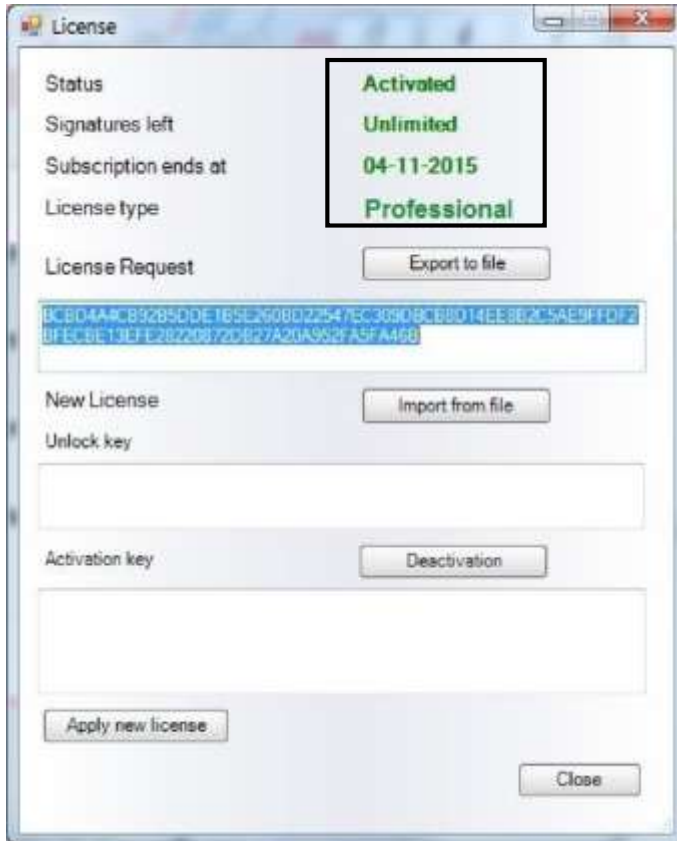 License
Status Activated
Signatures left Unlimited
Subscription ends at 04-11-2015
License type Professional
License Request Export to file
New License Import from file
Unlock key
Activation key Deactivation
Apply new license
Close